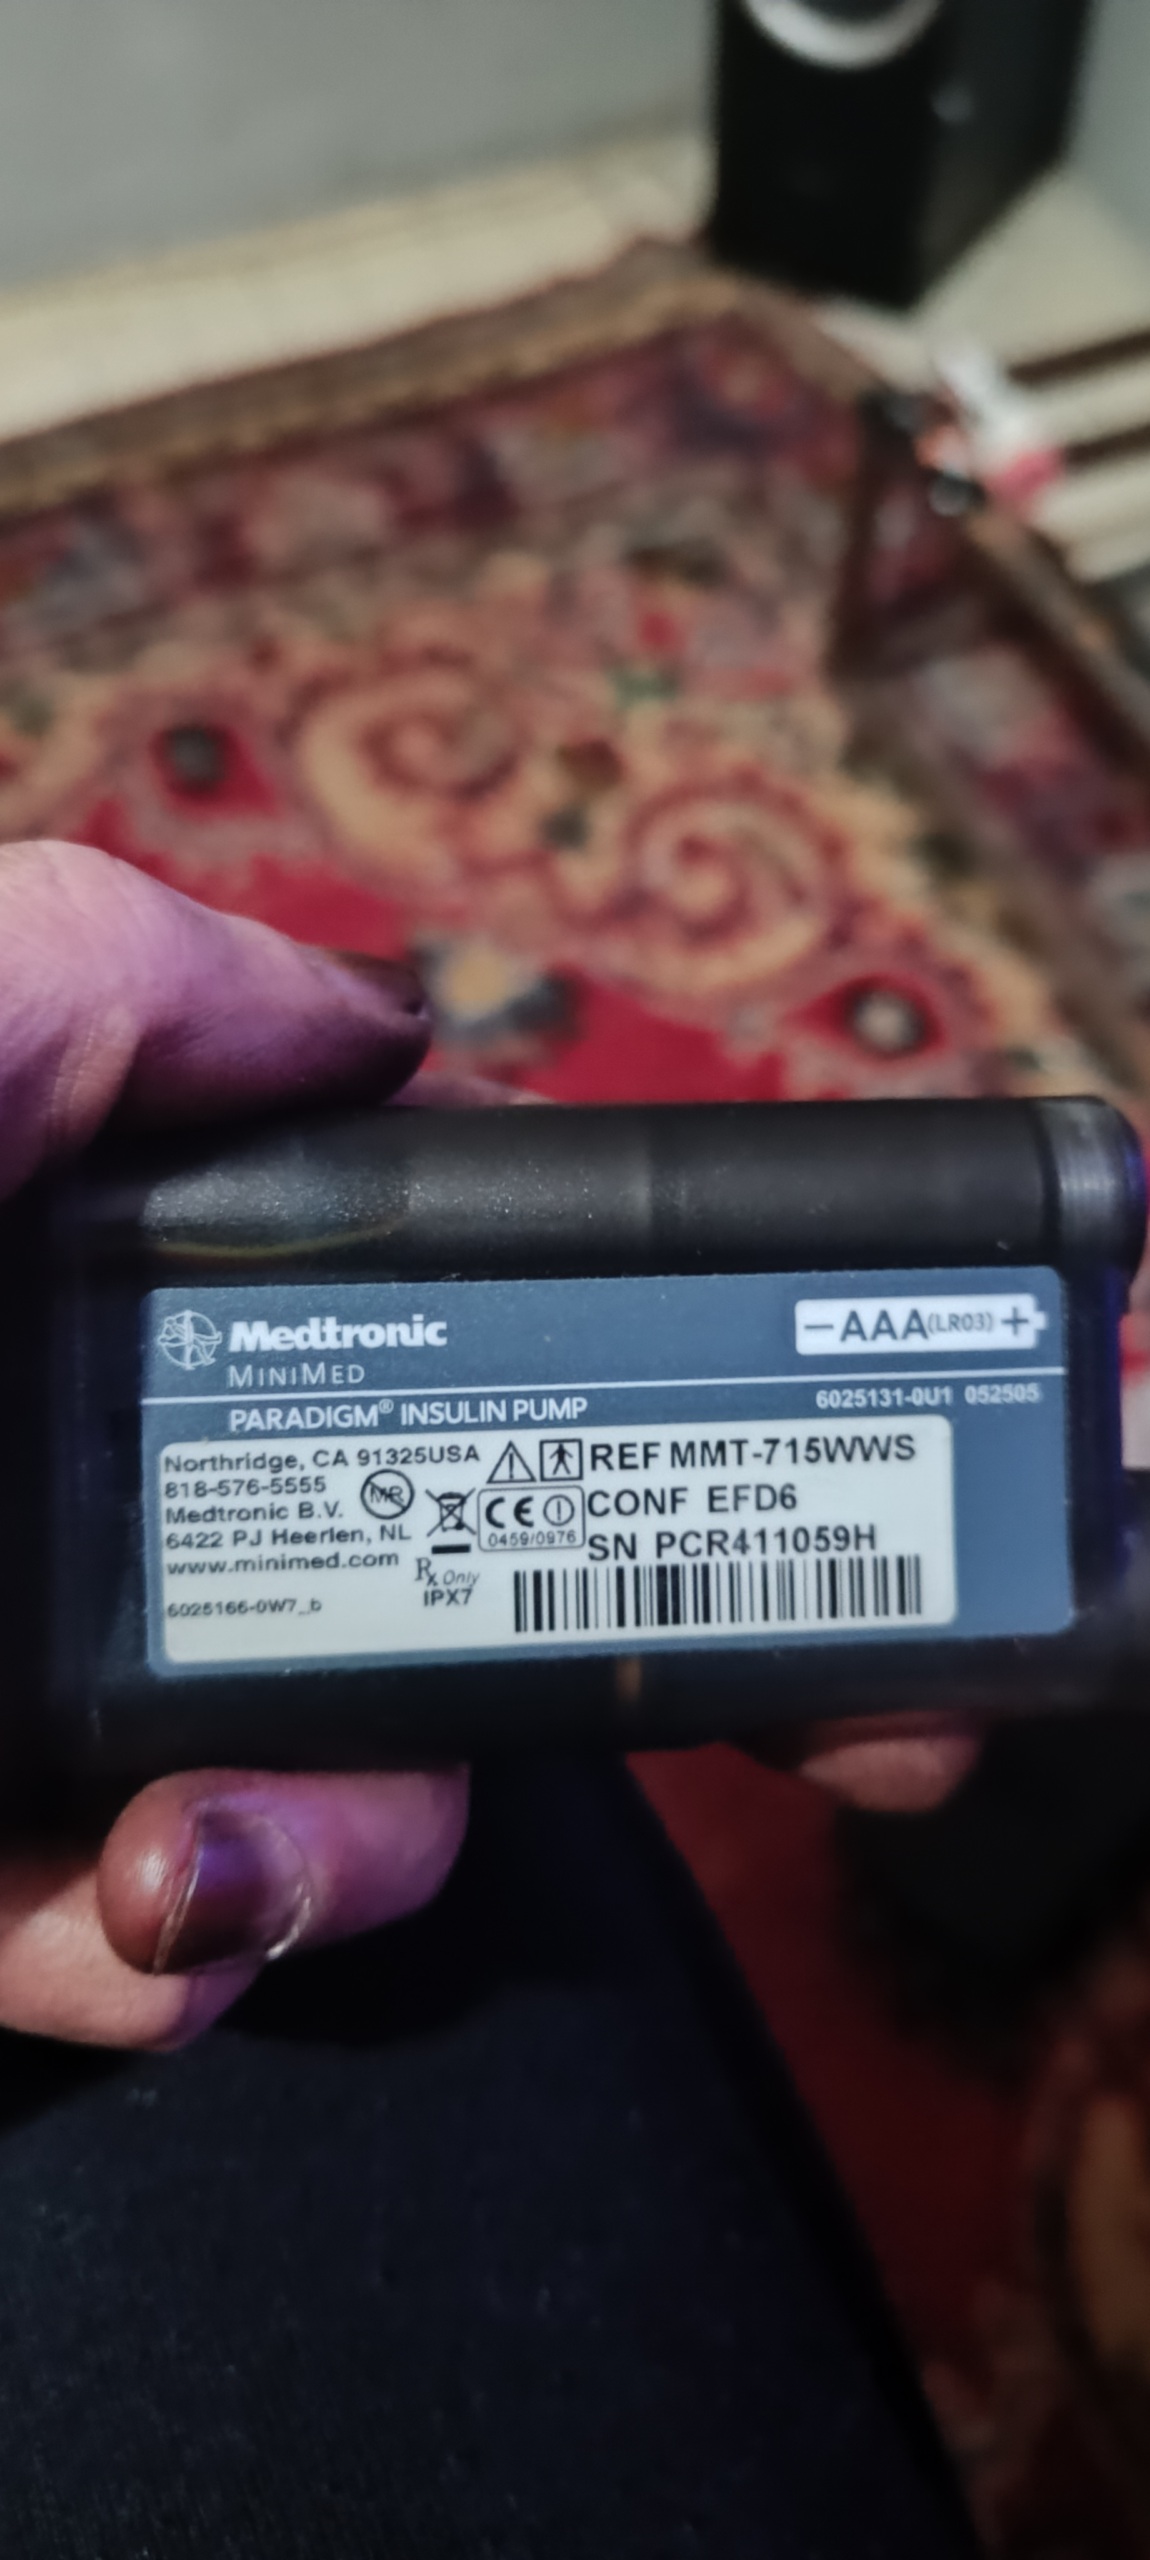 Medtronic
MINIMED
−AAA(LR03)+
6025131-0U1 052505
PARADIGM® INSULIN PUMP
Northridge, CA 91325USA
818-576-5555
Medtronic B.V.
6422 PJ Heerlen, NL
www.minimed.com
6025166-0W7_b
MR
CE
0459/0976
Rx Only
IPX7
REF MMT-715WWS
CONF EFD6
SN PCR411059H